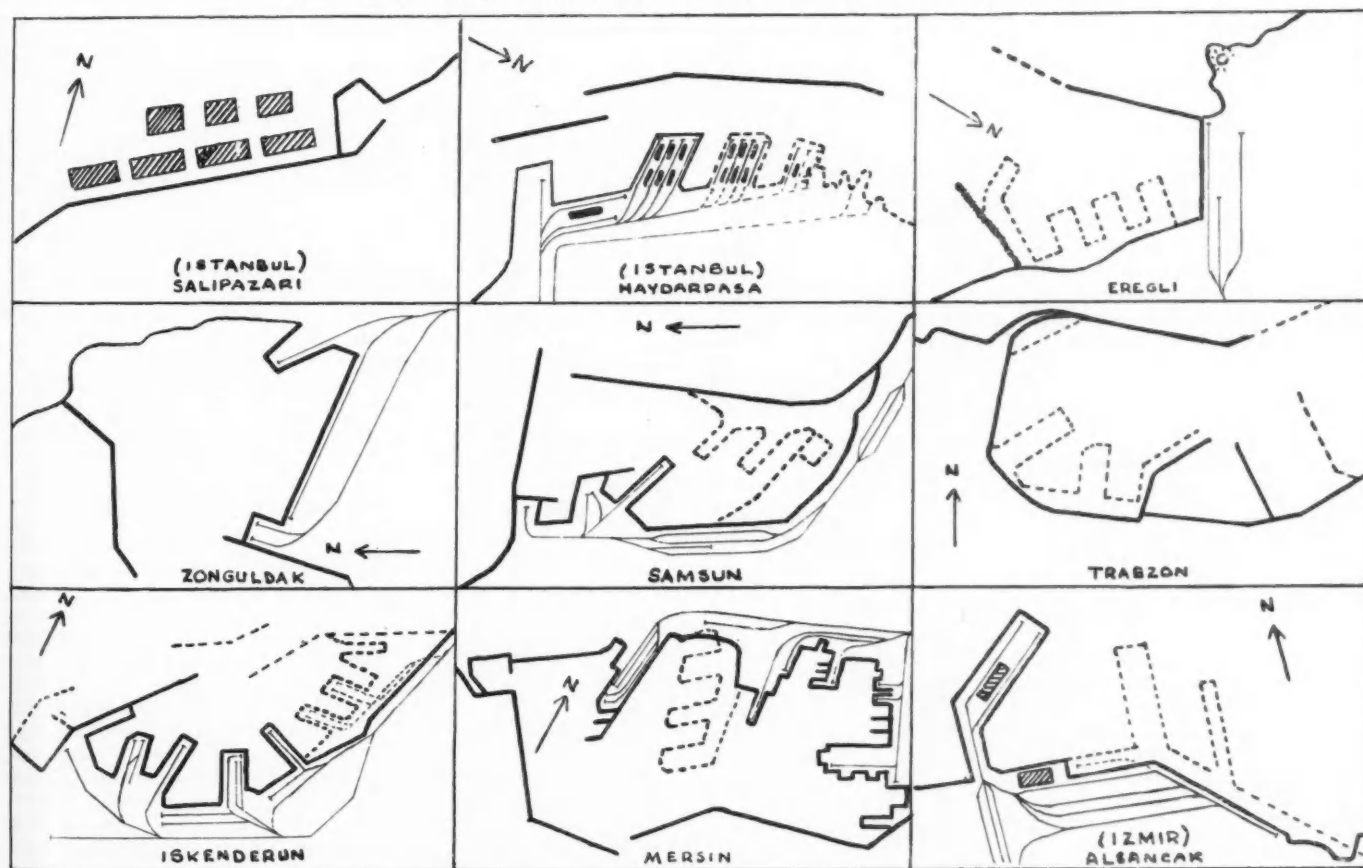 N
(ISTANBUL)
SALIPAZARI
N
(ISTANBUL)
HAYDARPASA
N
EREGLI
N
ZONGULDAK
N
SAMSUN
N
TRABZON
N
ISKENDERUN
N
MERSIN
N
(IZMIR)
ALSANCAK